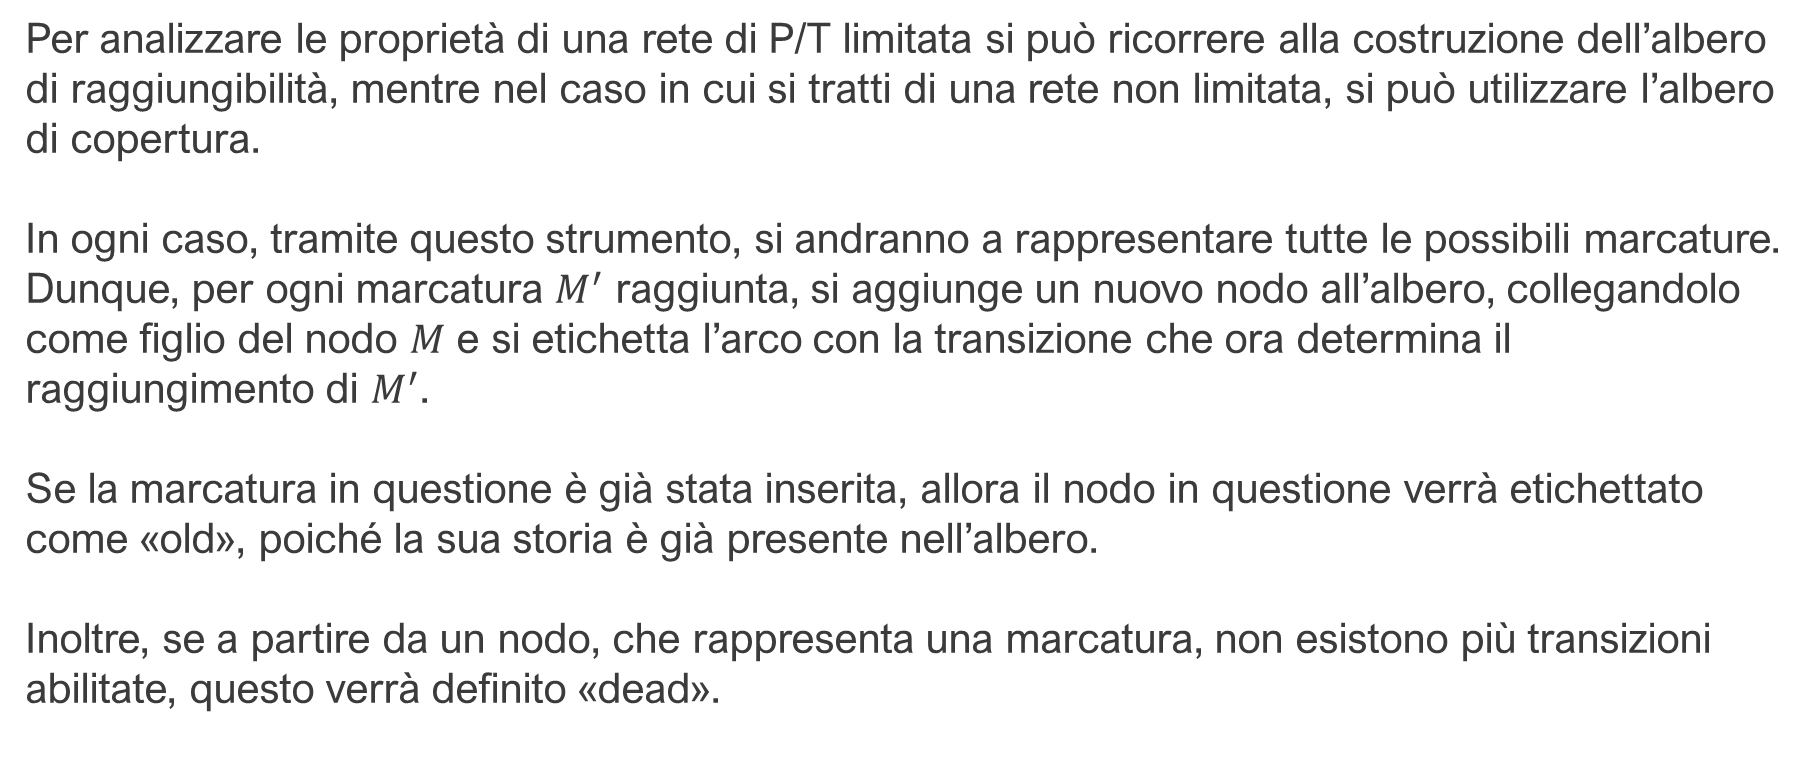 Per analizzare le proprietà di una rete di P/T limitata si può ricorrere alla costruzione dell’albero
di raggiungibilità, mentre nel caso in cui si tratti di una rete non limitata, si può utilizzare l’albero
di copertura.
In ogni caso, tramite questo strumento, si andranno a rappresentare tutte le possibili marcature.
Dunque, per ogni marcatura M′ raggiunta, si aggiunge un nuovo nodo all’albero, collegandolo
come figlio del nodo M e si etichetta l’arco con la transizione che ora determina il
raggiungimento di M′.
Se la marcatura in questione è già stata inserita, allora il nodo in questione verrà etichettato
come «old», poiché la sua storia è già presente nell’albero.
Inoltre, se a partire da un nodo, che rappresenta una marcatura, non esistono più transizioni
abilitate, questo verrà definito «dead».